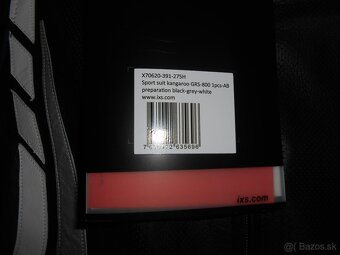 X70620-391-275H
Sport suit kangaroo GRS-800 1pcs-AB
preparation black-grey-white
www.ixs.com
ixs.com
Bazos.sk